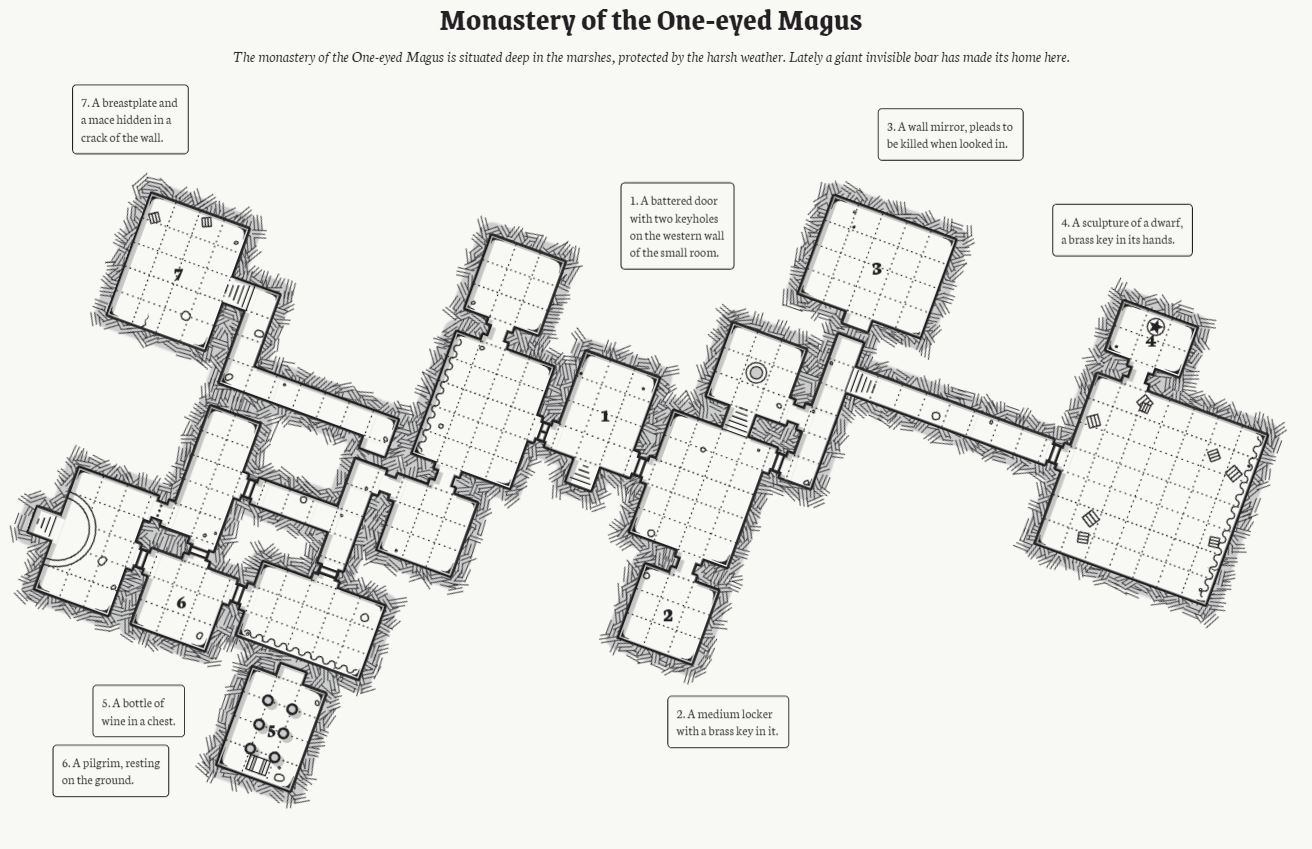 Monastery of the One-eyed Magus
The monastery of the One-eyed Magus is situated deep in the marshes, protected by the harsh weather. Lately a giant invisible boar has made its home here.
7. A breastplate and
a mace hidden in a
crack of the wall.
3. A wall mirror, pleads to
be killed when looked in.
1. A battered door
with two keyholes
on the western wall
of the small room.
4. A sculpture of a dwarf,
a brass key in its hands.
7
3
4
1
6
2
5
5. A bottle of
wine in a chest.
2. A medium locker
with a brass key in it.
6. A pilgrim, resting
on the ground.